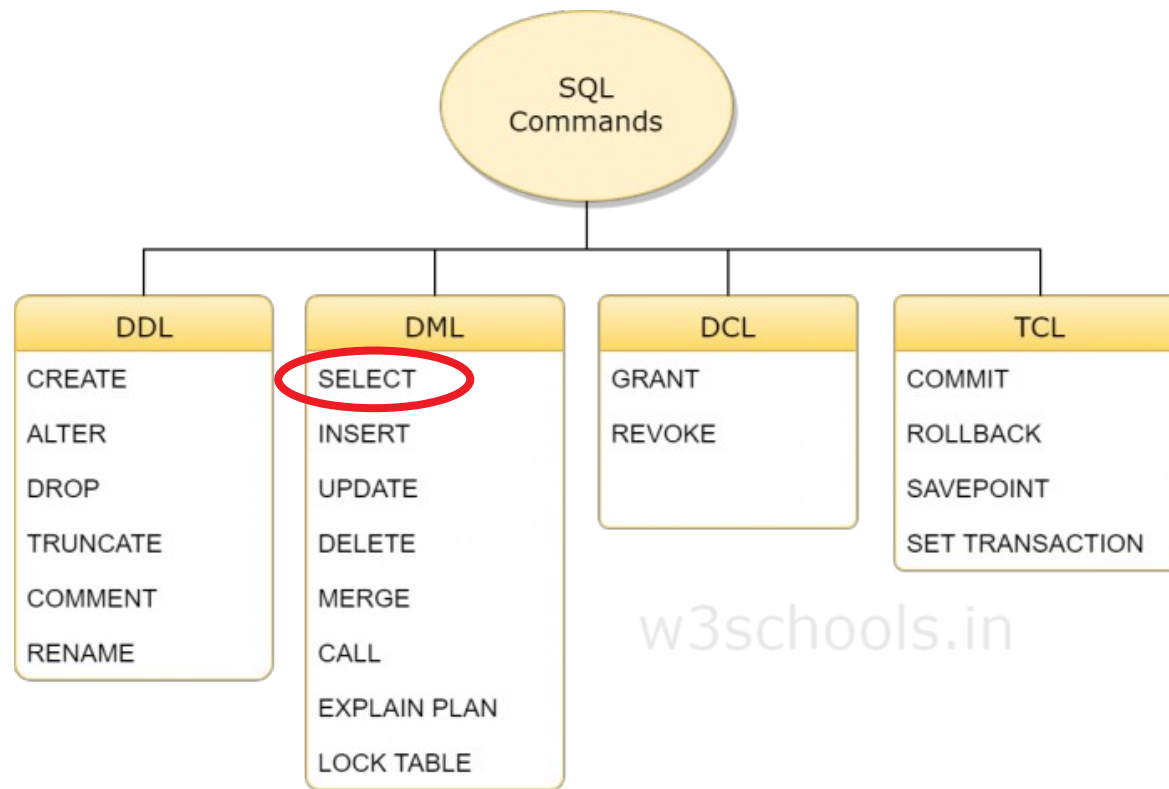 SQL
Commands
DDL
CREATE
ALTER
DROP
TRUNCATE
COMMENT
RENAME
DML
SELECT
INSERT
UPDATE
DELETE
MERGE
CALL
EXPLAIN PLAN
LOCK TABLE
DCL
GRANT
REVOKE
TCL
COMMIT
ROLLBACK
SAVEPOINT
SET TRANSACTION
w3schools.in